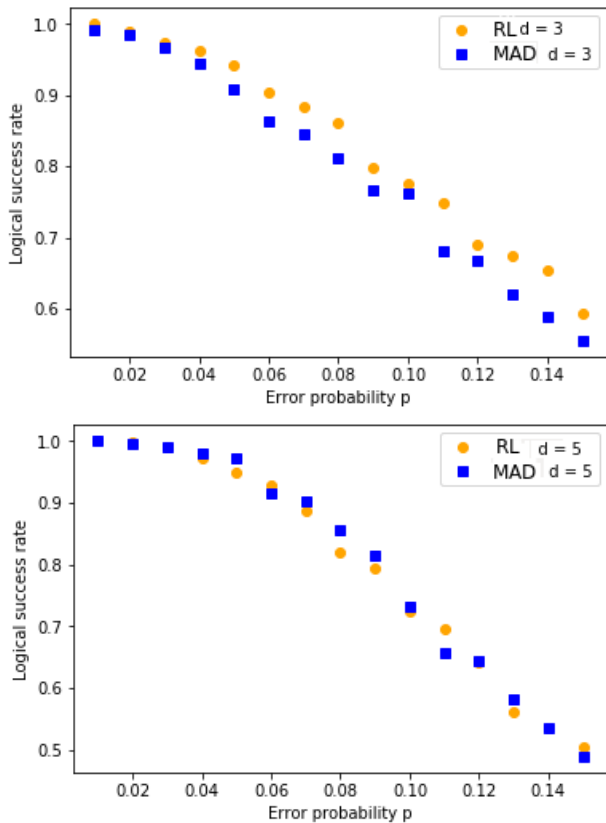 1.0
0.9
0.8
0.7
0.6
Logical success rate
RL d = 3
MAD d = 3
0.02 0.04 0.06 0.08 0.10 0.12 0.14
Error probability p
1.0
0.9
0.8
0.7
0.6
0.5
Logical success rate
RL d = 5
MAD d = 5
0.02 0.04 0.06 0.08 0.10 0.12 0.14
Error probability p